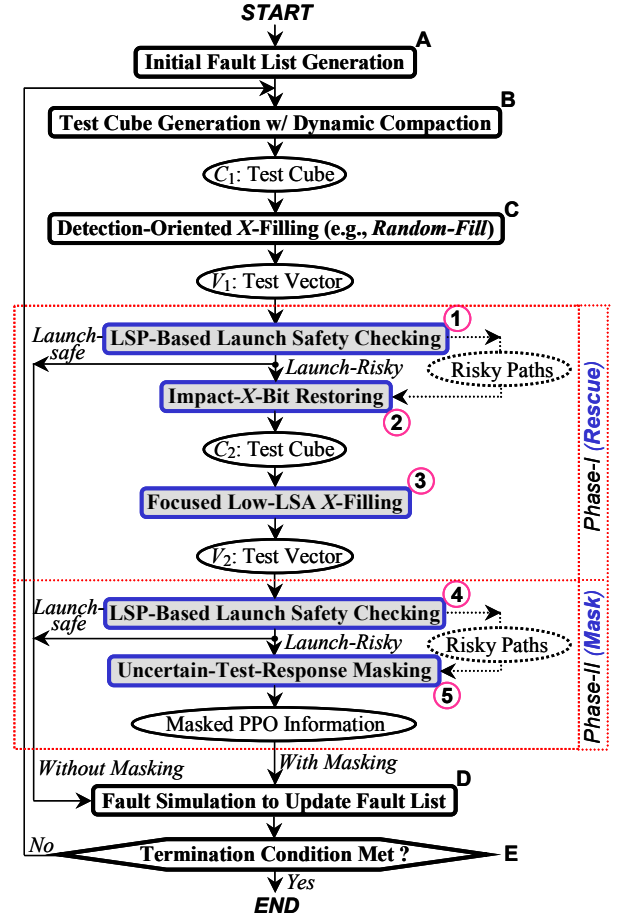 START
A
Initial Fault List Generation
B
Test Cube Generation w/ Dynamic Compaction
C1: Test Cube
C
Detection-Oriented X-Filling (e.g., Random-Fill)
V1: Test Vector
1
Launch-
safe
LSP-Based Launch Safety Checking
Launch-Risky
Risky Paths
Impact-X-Bit Restoring
2
C2: Test Cube
3
Focused Low-LSA X-Filling
V2: Test Vector
Phase-I (Rescue)
4
Launch-
safe
LSP-Based Launch Safety Checking
Launch-Risky
Risky Paths
Uncertain-Test-Response Masking
5
Masked PPO Information
Phase-II (Mask)
Without Masking
With Masking
D
Fault Simulation to Update Fault List
No
Termination Condition Met ?
E
Yes
END